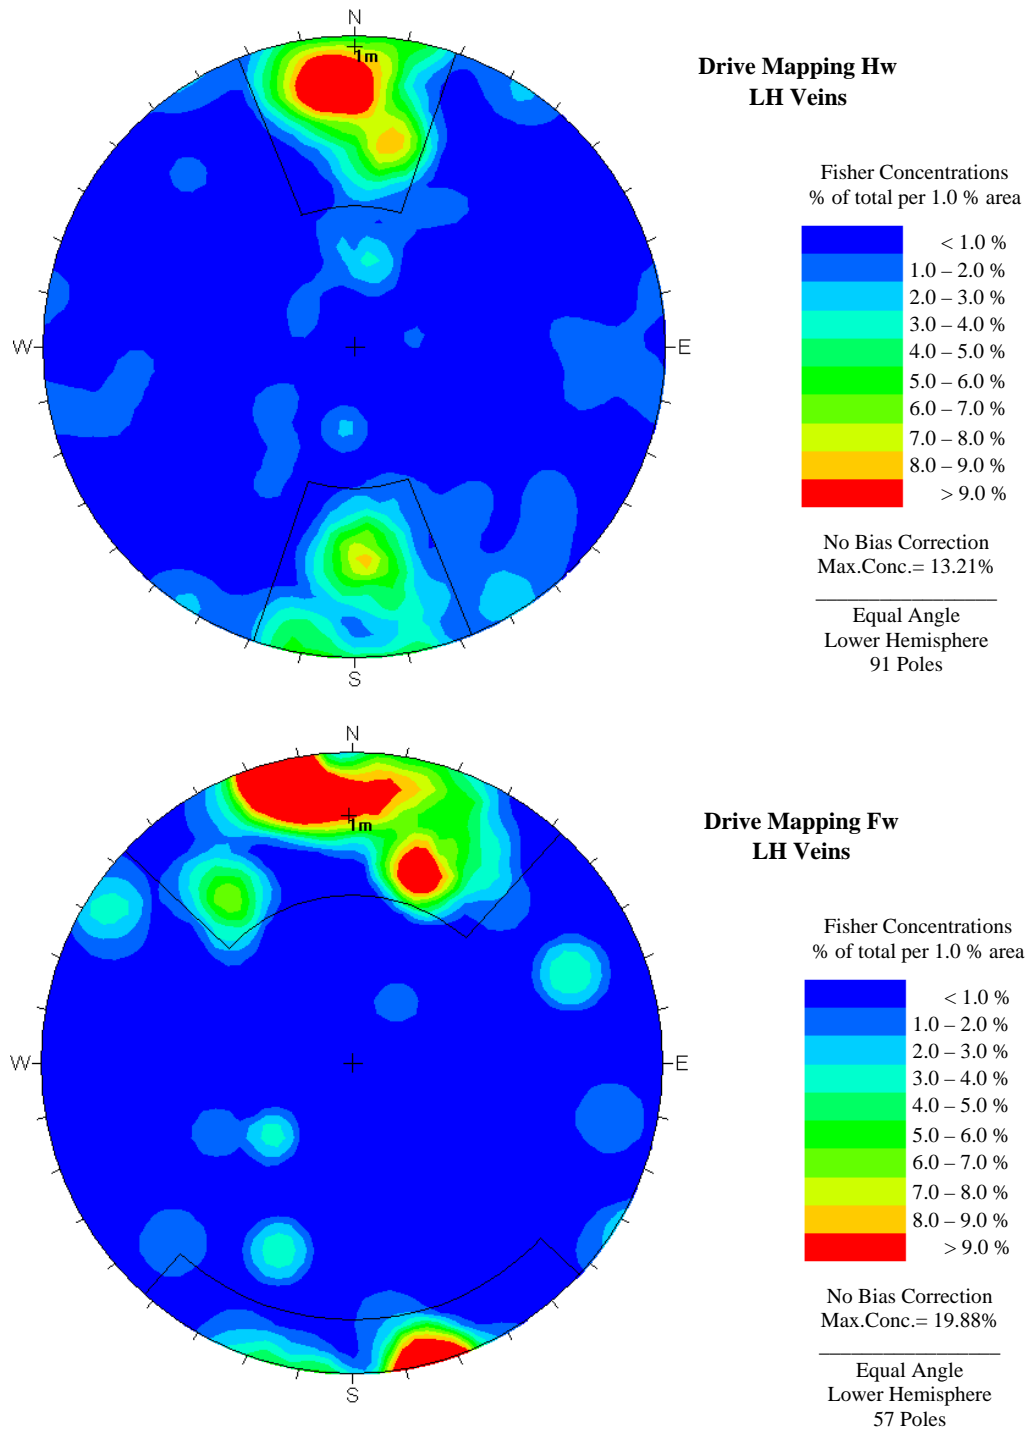 N
1m
W
E
S
Drive Mapping Hw
LH Veins
Fisher Concentrations
% of total per 1.0 % area
< 1.0 %
1.0 – 2.0 %
2.0 – 3.0 %
3.0 – 4.0 %
4.0 – 5.0 %
5.0 – 6.0 %
6.0 – 7.0 %
7.0 – 8.0 %
8.0 – 9.0 %
> 9.0 %
No Bias Correction
Max.Conc.= 13.21%
Equal Angle
Lower Hemisphere
91 Poles
N
1m
W
E
S
Drive Mapping Fw
LH Veins
Fisher Concentrations
% of total per 1.0 % area
< 1.0 %
1.0 – 2.0 %
2.0 – 3.0 %
3.0 – 4.0 %
4.0 – 5.0 %
5.0 – 6.0 %
6.0 – 7.0 %
7.0 – 8.0 %
8.0 – 9.0 %
> 9.0 %
No Bias Correction
Max.Conc.= 19.88%
Equal Angle
Lower Hemisphere
57 Poles